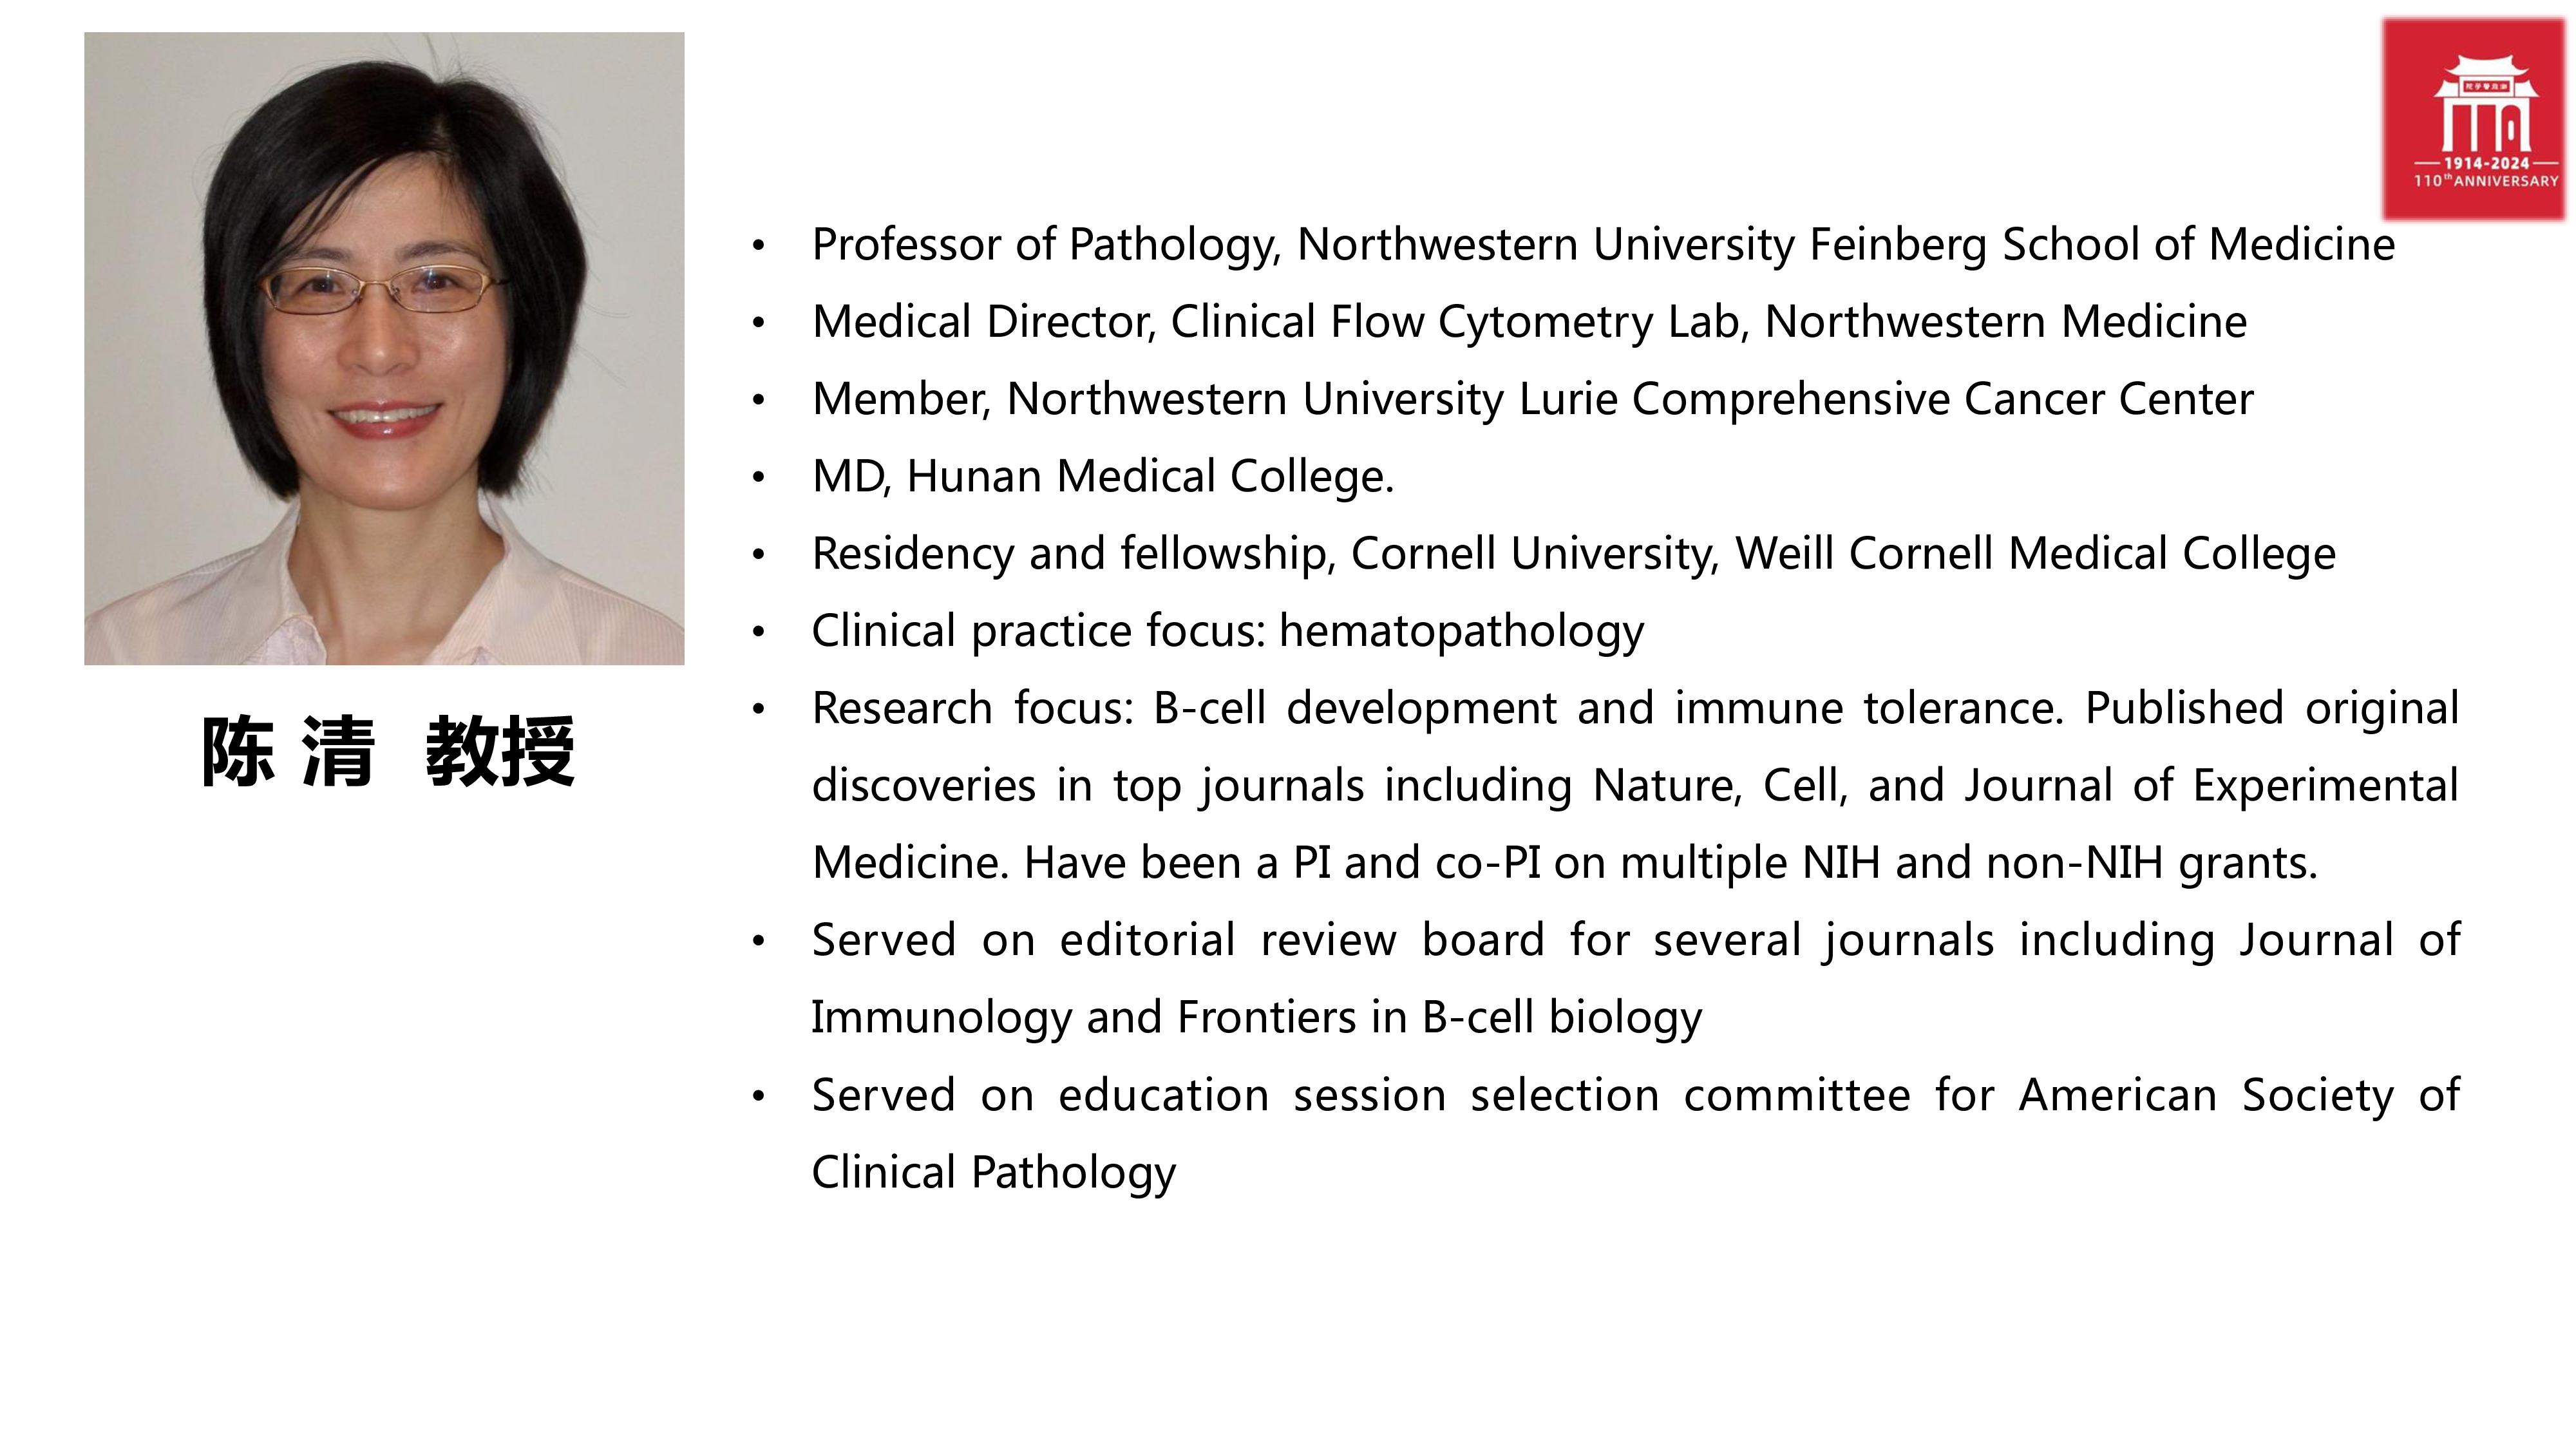 湘雅醫學院
1914-2024
110th ANNIVERSARY
陈 清 教授
• Professor of Pathology, Northwestern University Feinberg School of Medicine
• Medical Director, Clinical Flow Cytometry Lab, Northwestern Medicine
• Member, Northwestern University Lurie Comprehensive Cancer Center
• MD, Hunan Medical College.
• Residency and fellowship, Cornell University, Weill Cornell Medical College
• Clinical practice focus: hematopathology
• Research focus: B-cell development and immune tolerance. Published original
discoveries in top journals including Nature, Cell, and Journal of Experimental
Medicine. Have been a PI and co-PI on multiple NIH and non-NIH grants.
• Served on editorial review board for several journals including Journal of
Immunology and Frontiers in B-cell biology
• Served on education session selection committee for American Society of
Clinical Pathology